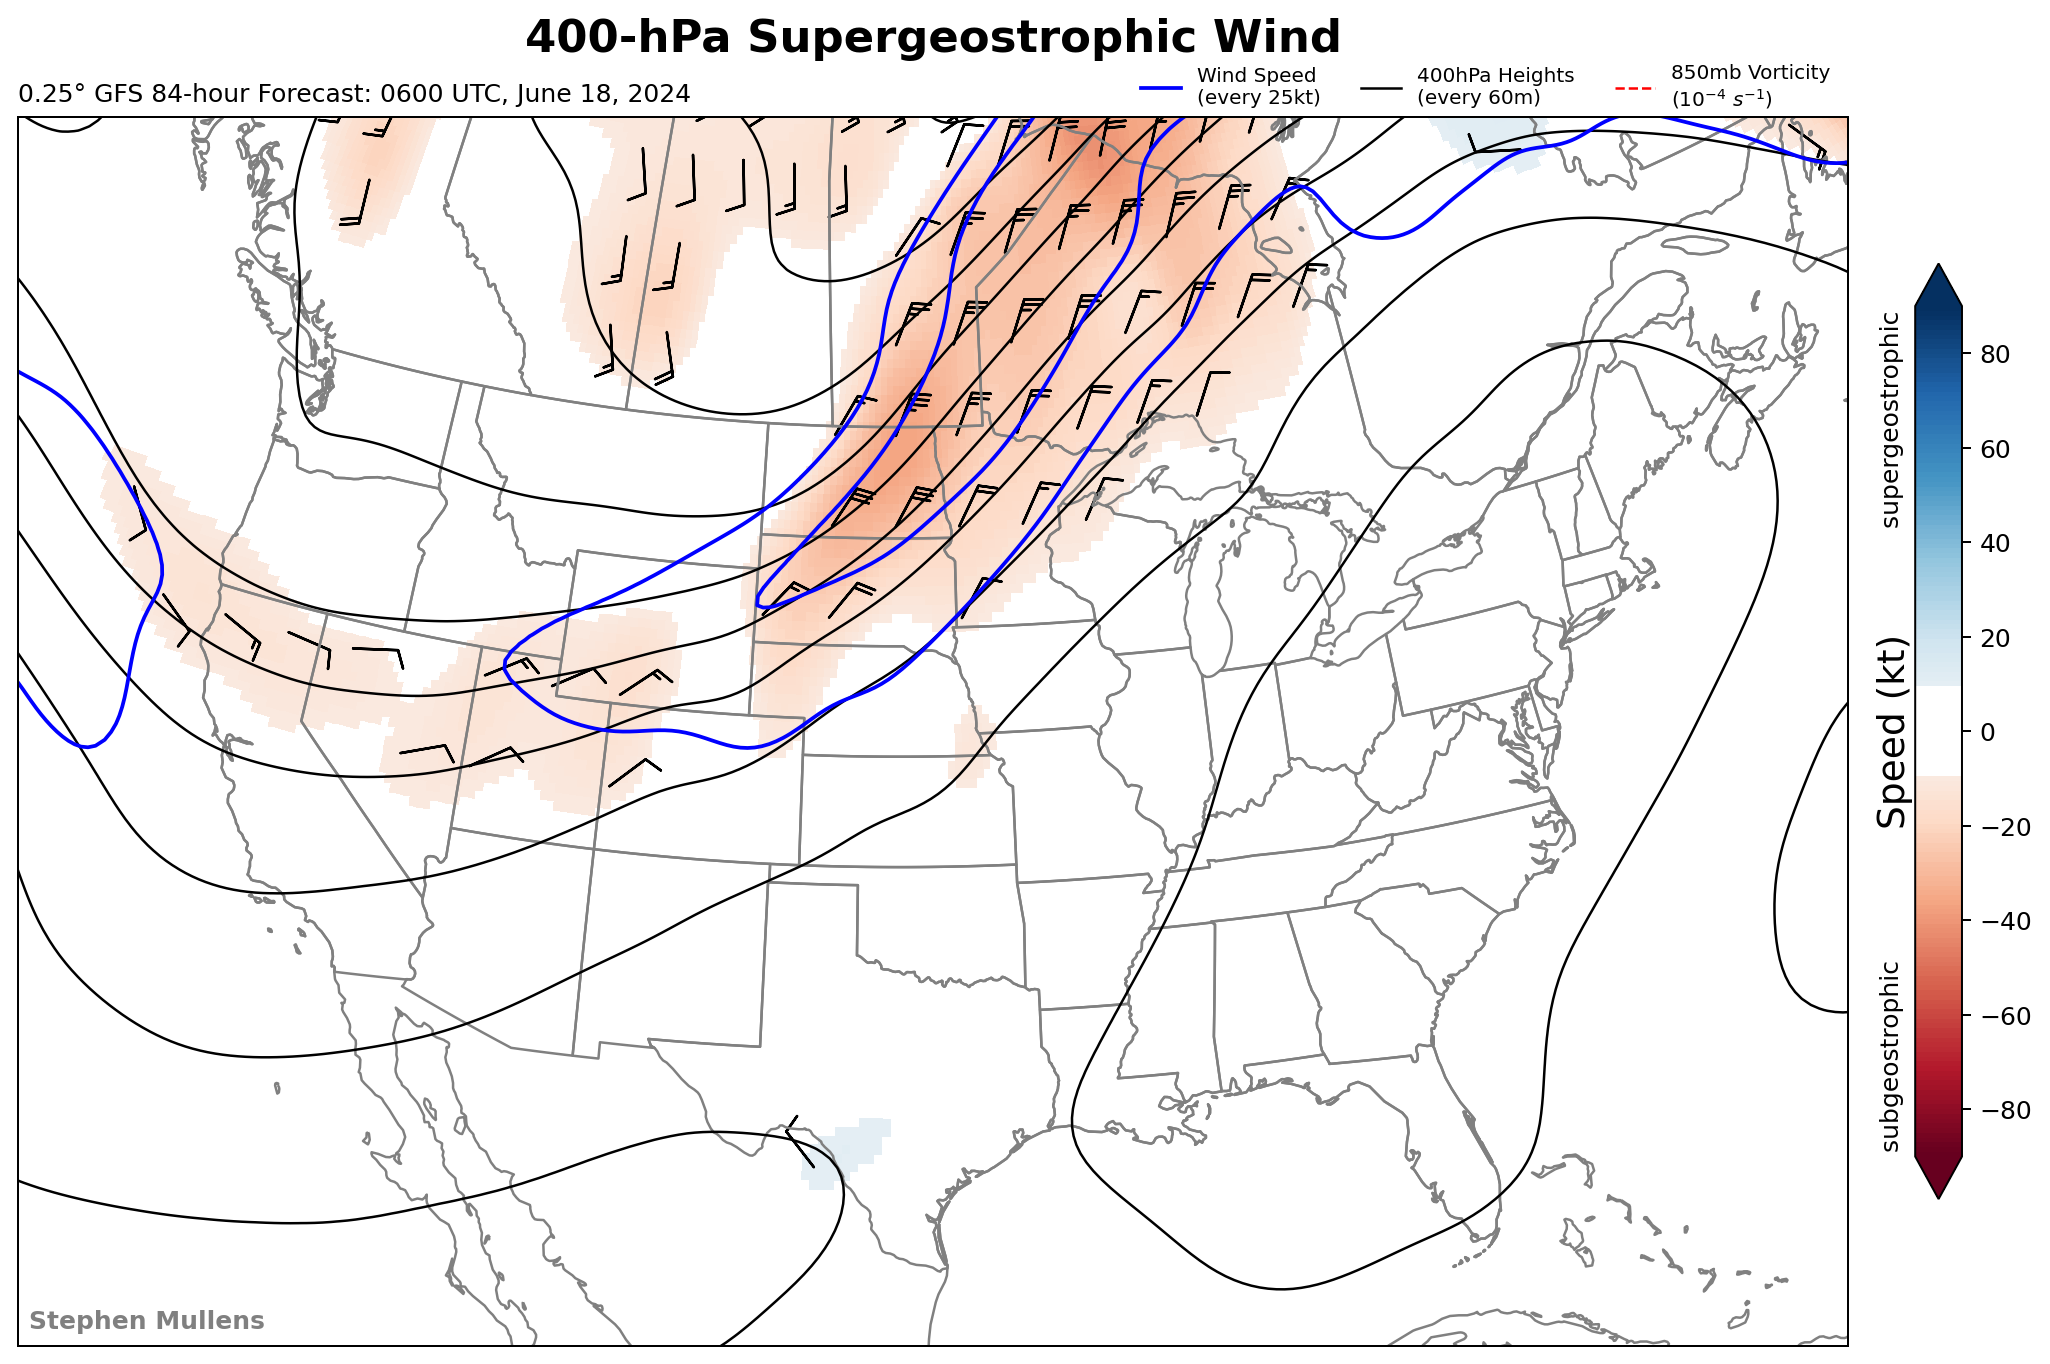 400-hPa Supergeostrophic Wind
0.25° GFS 84-hour Forecast: 0600 UTC, June 18, 2024
Wind Speed
(every 25kt)
400hPa Heights
(every 60m)
850mb Vorticity
(10⁻⁴ s⁻¹)
supergeostrophic
Speed (kt)
subgeostrophic
80
60
40
20
0
−20
−40
−60
−80
Stephen Mullens